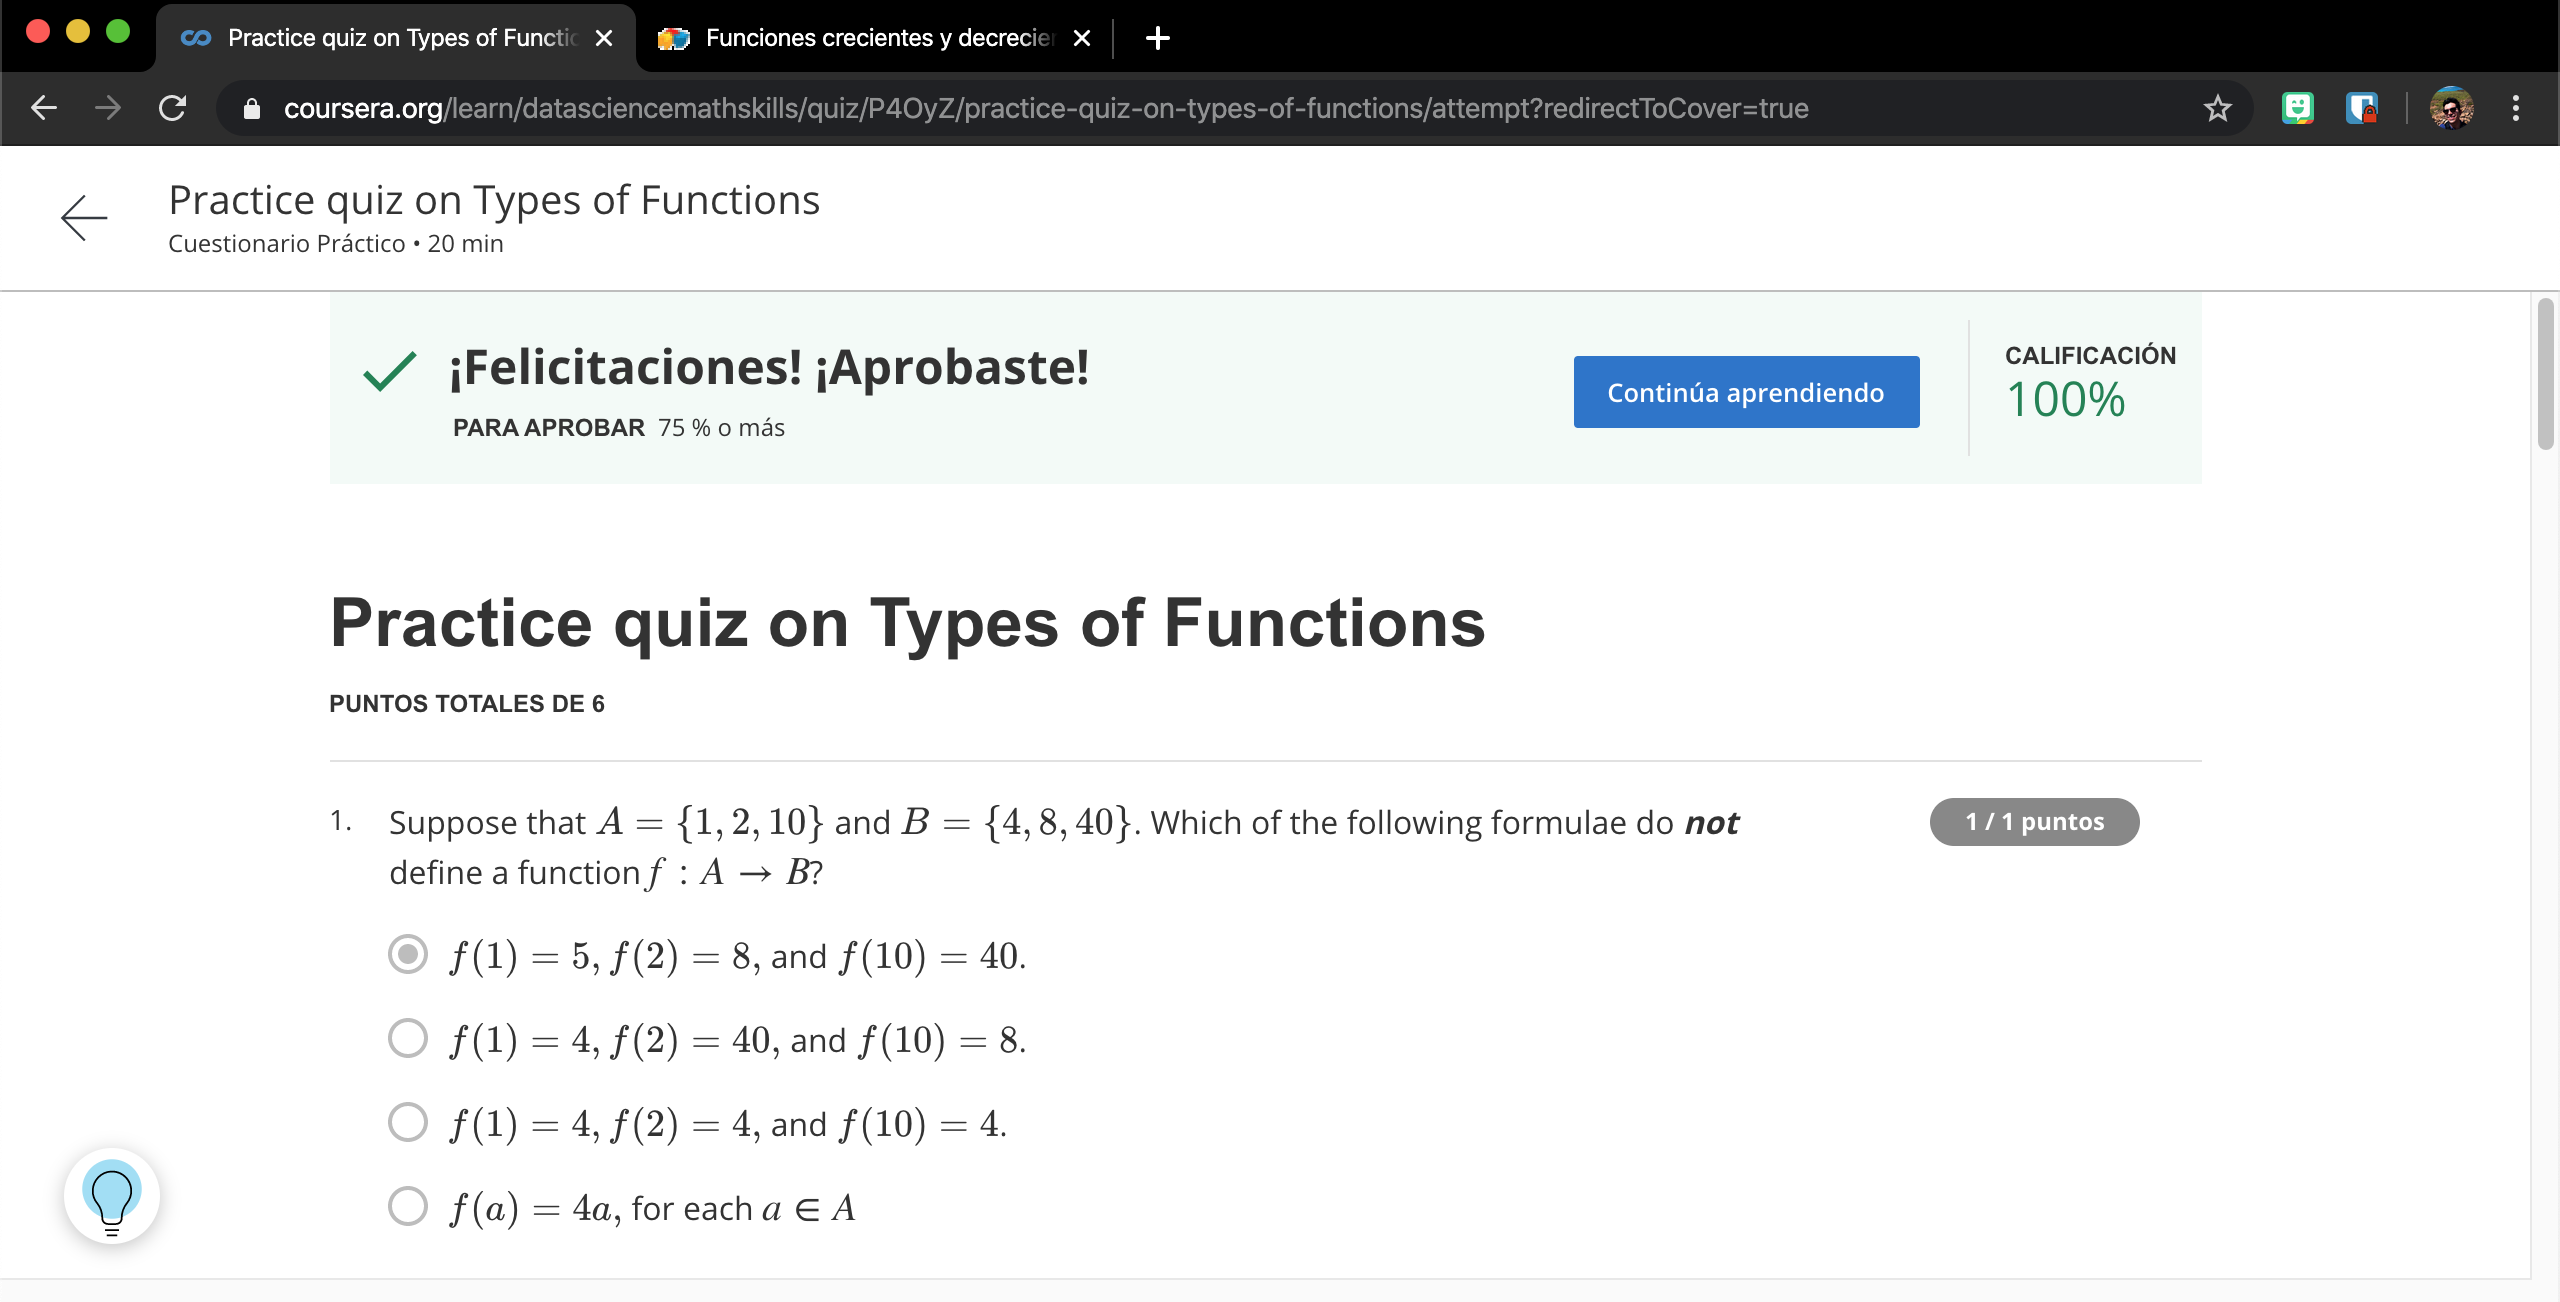 Practice quiz on Types of Functic
Funciones crecientes y decrecier
coursera.org/learn/datasciencemathskills/quiz/P4OyZ/practice-quiz-on-types-of-functions/attempt?redirectToCover=true
Practice quiz on Types of Functions
Cuestionario Práctico • 20 min
¡Felicitaciones! ¡Aprobaste!
PARA APROBAR 75 % o más
Continúa aprendiendo
CALIFICACIÓN
100%
Practice quiz on Types of Functions
PUNTOS TOTALES DE 6
1. Suppose that A = {1, 2, 10} and B = {4, 8, 40}. Which of the following formulae do not
define a function f : A → B?
1 / 1 puntos
f(1) = 5, f(2) = 8, and f(10) = 40.
f(1) = 4, f(2) = 40, and f(10) = 8.
f(1) = 4, f(2) = 4, and f(10) = 4.
f(a) = 4a, for each a ∈ A